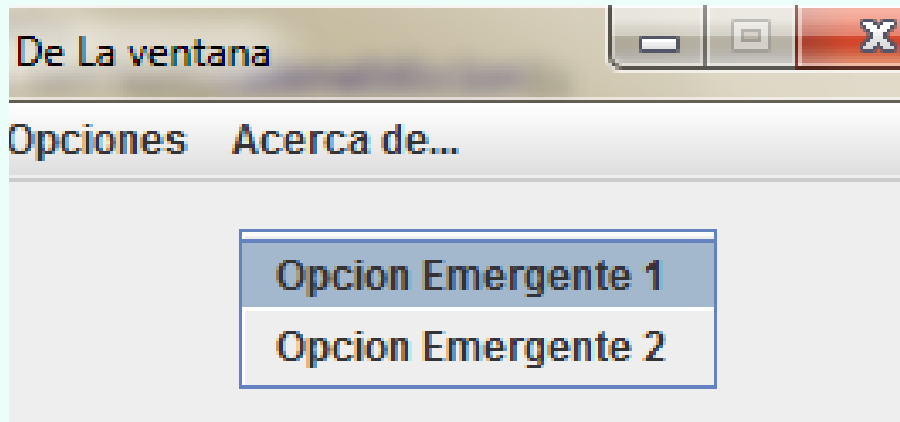 De La ventana
Opciones Acerca de...
Opcion Emergente 1
Opcion Emergente 2